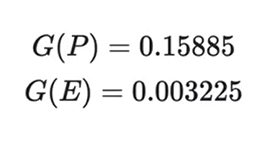 G(P) = 0.15885
G(E) = 0.003225